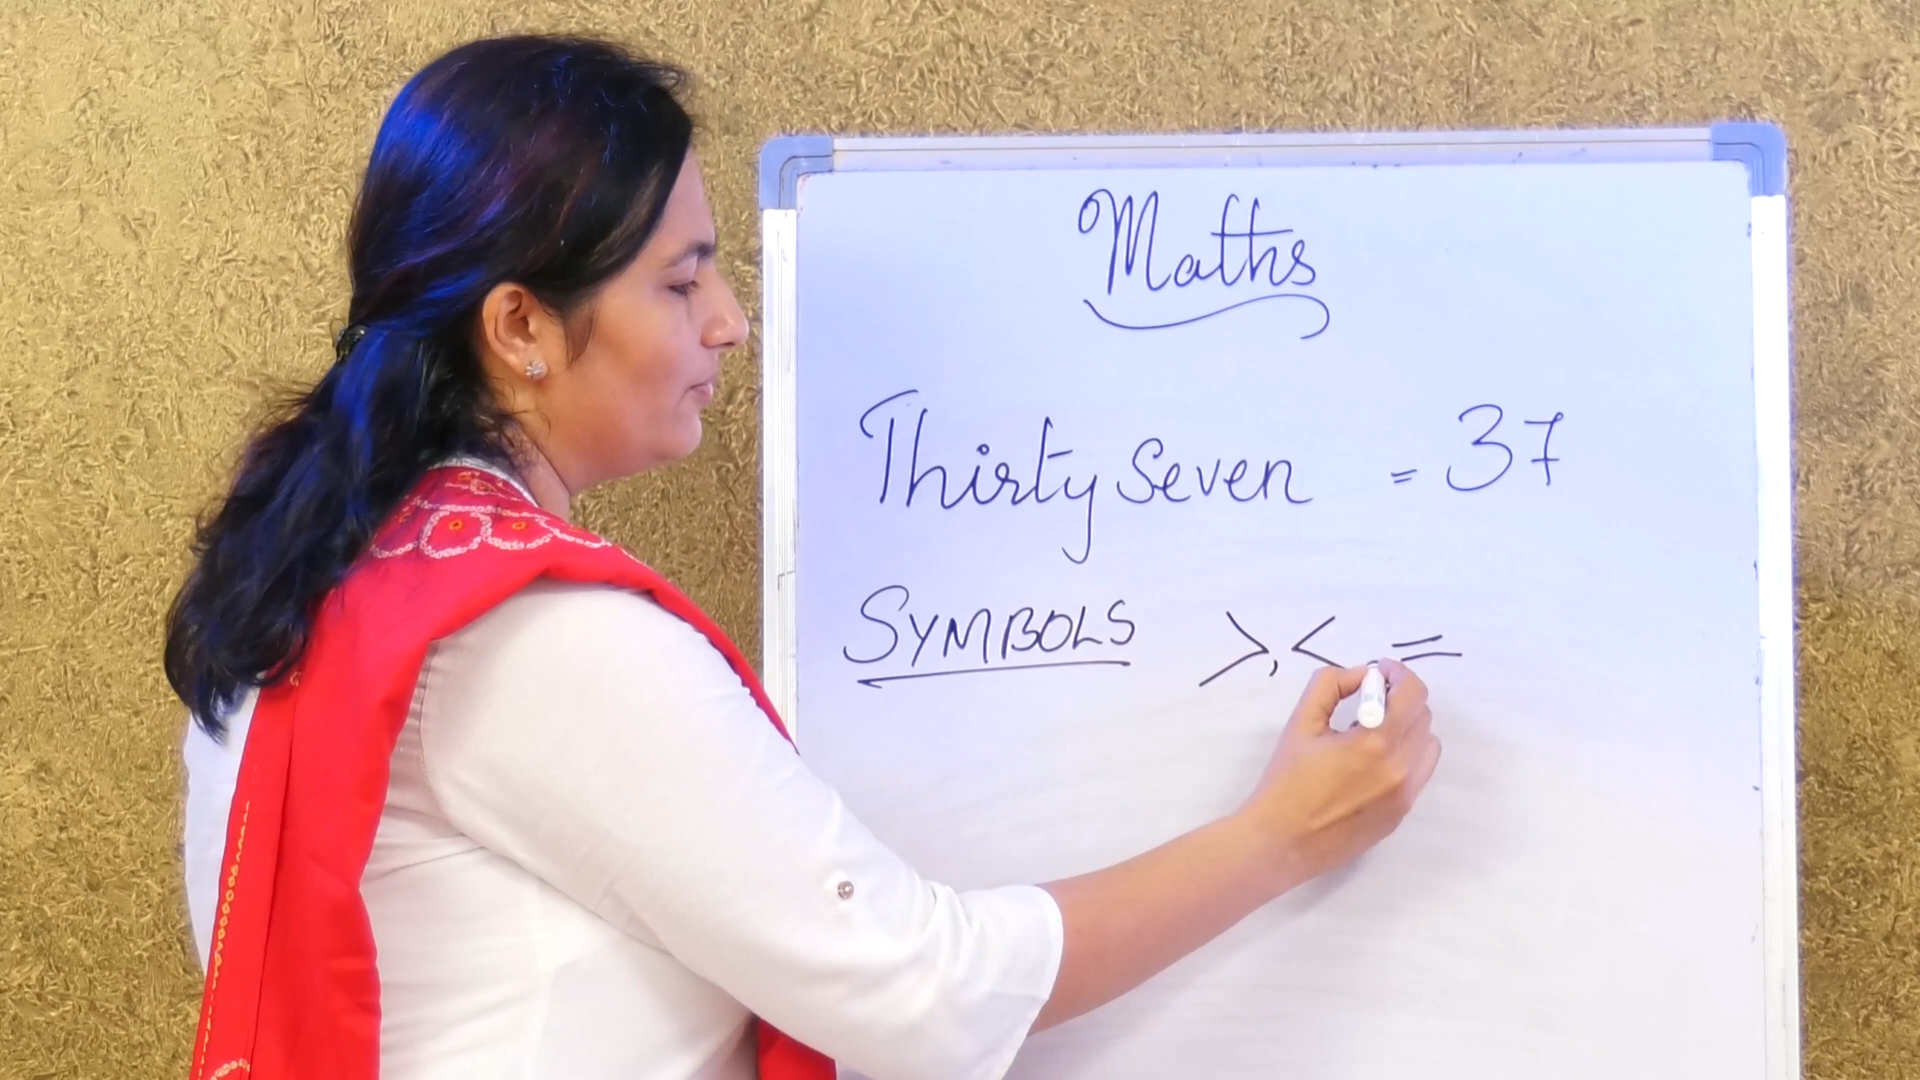 Maths
Thirty Seven = 37
SYMBOLS >, < =